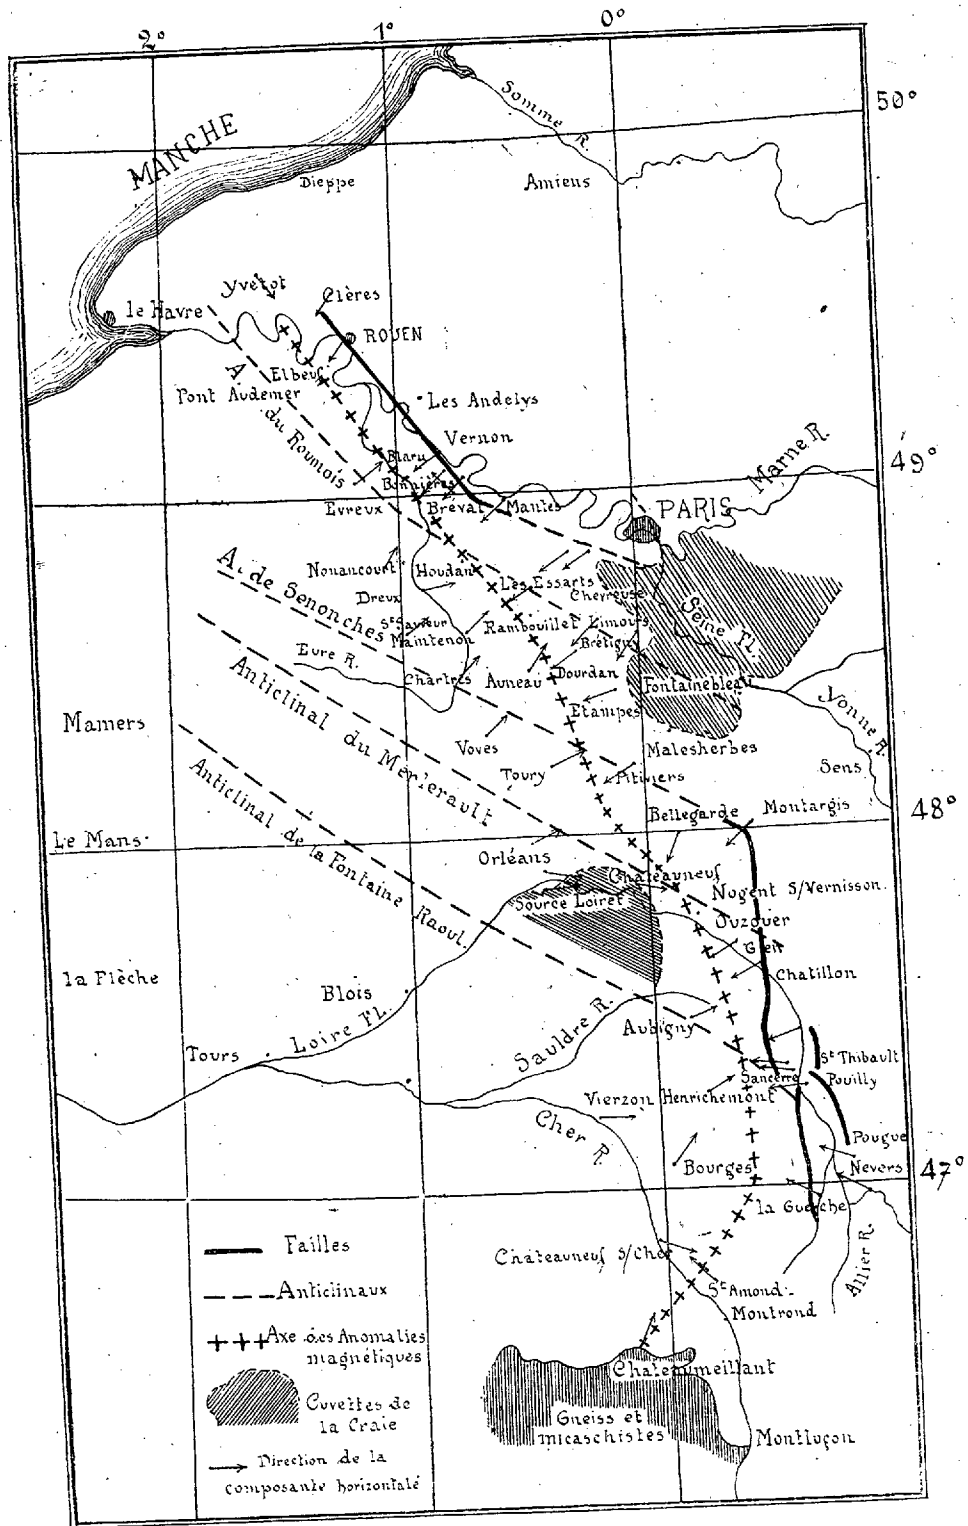 2°
1°
0°
50°
MANCHE
Somme R.
Dieppe
Amiens
Yvetot
Clères
le Havre
ROUEN
Elbeuf
Pont Audemer
A. du Roumois
Les Andelys
Vernon
Blaru
Bonnières
Marne R.
49°
Evreux
Bréval
Mantes
PARIS
Nonancourt
Houdan
Les Essarts
Chevreuse
Dreux
A. de Senonches
St Sauveur
Maintenon
Rambouillet
Limours
Seine Fl.
Brétigny
Eure R.
Chartres
Auneau
Dourdan
Fontainebleau
Etampes
Yonne R.
Mamers
Anticlinal du Merlerault
Voves
Malesherbes
Toury
Pitiviers
Sens
Anticlinal de la Fontaine Raoul.
Bellegarde
Montargis
48°
Le Mans
Orléans
Chateauneuf
Source Loiret
Nogent S/Vernisson.
Ouzouer
Gien
la Flèche
Chatillon
Blois
Loire Fl.
Sauldre R.
Aubigny
Tours
St Thibault
Sancerre
Pouilly
Vierzon
Henrichemont
Cher R.
Pougue
Bourges
Nevers
47°
la Guerche
Allier R.
Chateauneuf S/Cher
St Amond
Montrond
Chateaumeillant
Gneiss et
micaschistes
Montluçon
Failles
Anticlinaux
Axe des Anomalies
magnétiques
Cuvettes de
la Craie
Direction de la
composante horizontale